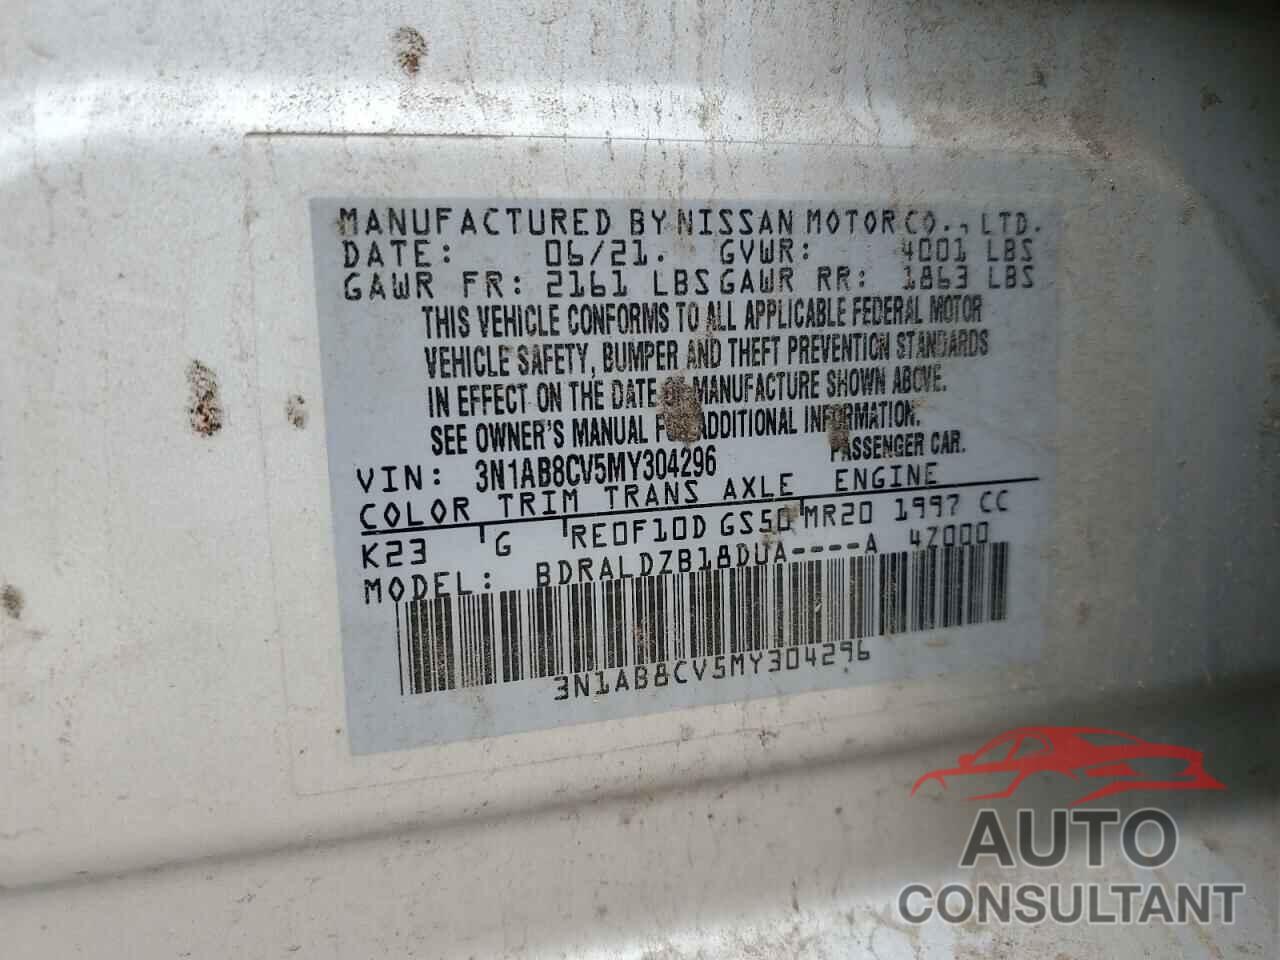 MANUFACTURED BY NISSAN MOTOR CO., LTD.
DATE: 06/21. GVWR: 4001 LBS
GAWR FR: 2161 LBS GAWR RR: 1863 LBS
THIS VEHICLE CONFORMS TO ALL APPLICABLE FEDERAL MOTOR
VEHICLE SAFETY, BUMPER AND THEFT PREVENTION STANDARDS
IN EFFECT ON THE DATE OF MANUFACTURE SHOWN ABOVE.
SEE OWNER'S MANUAL FOR ADDITIONAL INFORMATION.
PASSENGER CAR.
VIN: 3N1AB8CV5MY304296
COLOR TRIM TRANS AXLE ENGINE
K23 G RE0F10D GS50 MR20 1997 CC
MODEL: BDRALDZB18DUA----A 47000
3N1AB8CV5MY304296
AUTO
CONSULTANT